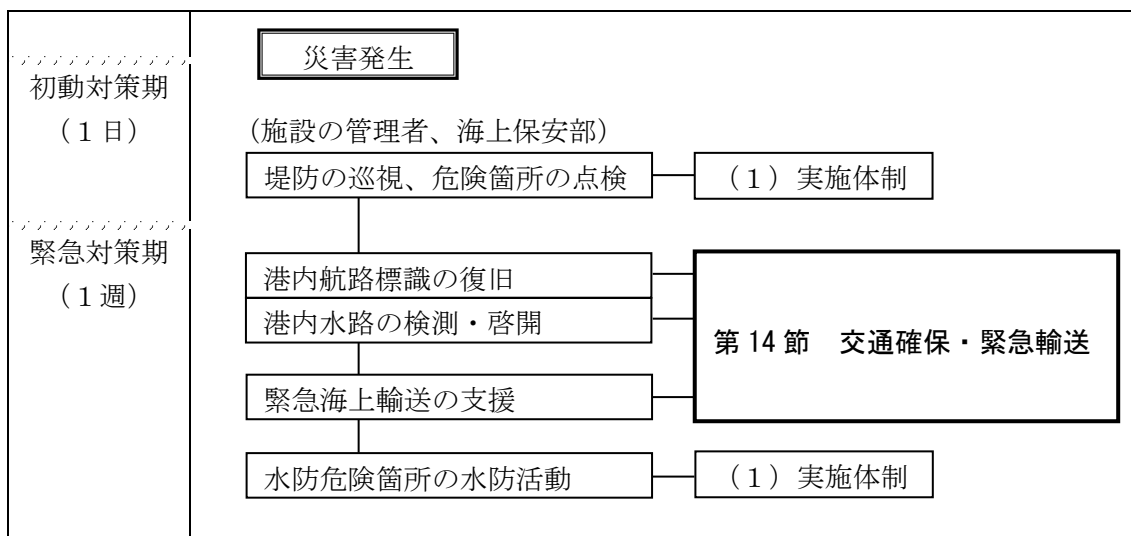 災害発生
初動対策期
（１日）
（施設の管理者、海上保安部）
堤防の巡視、危険箇所の点検
（１）実施体制
緊急対策期
（１週）
港内航路標識の復旧
港内水路の検測・啓開
第 14 節　交通確保・緊急輸送
緊急海上輸送の支援
水防危険箇所の水防活動
（１）実施体制